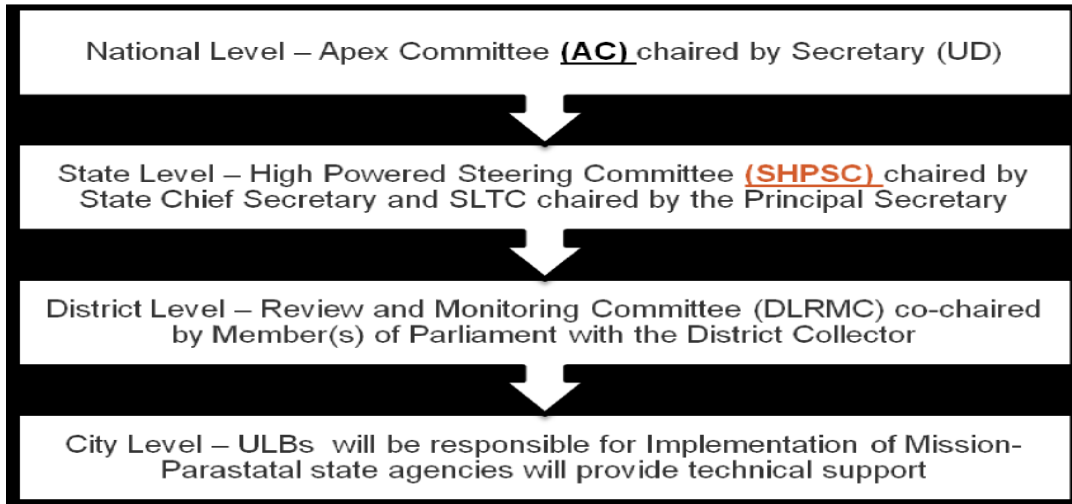 National Level – Apex Committee (AC) chaired by Secretary (UD)
State Level – High Powered Steering Committee (SHPSC) chaired by
State Chief Secretary and SLTC chaired by the Principal Secretary
District Level – Review and Monitoring Committee (DLRMC) co-chaired
by Member(s) of Parliament with the District Collector
City Level – ULBs will be responsible for Implementation of Mission-
Parastatal state agencies will provide technical support